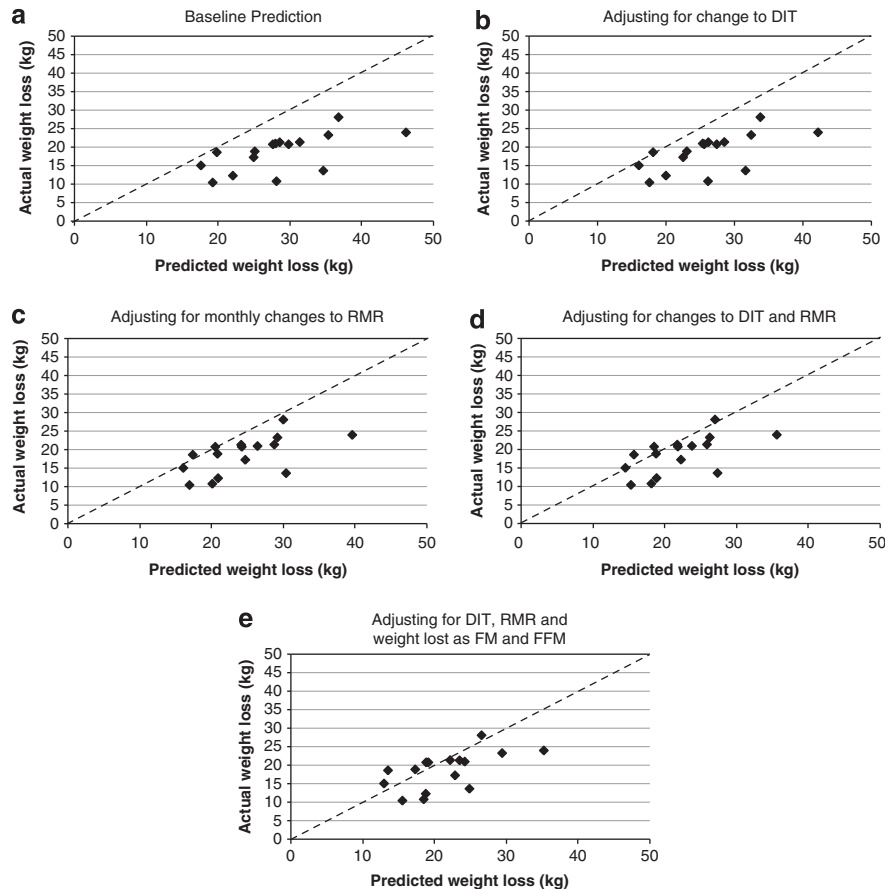 a
Baseline Prediction
Actual weight loss (kg)
50
45
40
35
30
25
20
15
10
5
0
0 10 20 30 40 50
Predicted weight loss (kg)
b
Adjusting for change to DIT
Actual weight loss (kg)
50
45
40
35
30
25
20
15
10
5
0
0 10 20 30 40 50
Predicted weight loss (kg)
c
Adjusting for monthly changes to RMR
Actual weight loss (kg)
50
45
40
35
30
25
20
15
10
5
0
0 10 20 30 40 50
Predicted weight loss (kg)
d
Adjusting for changes to DIT and RMR
Actual weight loss (kg)
50
45
40
35
30
25
20
15
10
5
0
0 10 20 30 40 50
Predicted weight loss (kg)
e
Adjusting for DIT, RMR and
weight lost as FM and FFM
Actual weight loss (kg)
50
45
40
35
30
25
20
15
10
5
0
0 10 20 30 40 50
Predicted weight loss (kg)